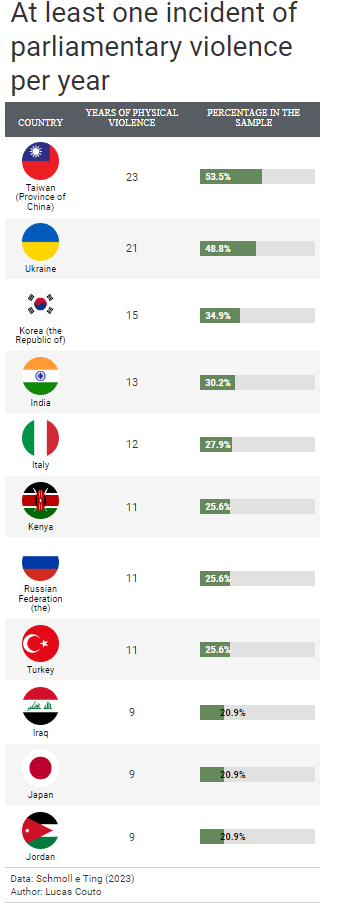 At least one incident of
parliamentary violence
per year
COUNTRY
YEARS OF PHYSICAL
VIOLENCE
PERCENTAGE IN THE
SAMPLE
Taiwan
(Province of
China)
23
53.5%
Ukraine
21
48.8%
Korea (the
Republic of)
15
34.9%
India
13
30.2%
Italy
12
27.9%
Kenya
11
25.6%
Russian
Federation
(the)
11
25.6%
Turkey
11
25.6%
Iraq
9
20.9%
Japan
9
20.9%
Jordan
9
20.9%
Data: Schmoll e Ting (2023)
Author: Lucas Couto